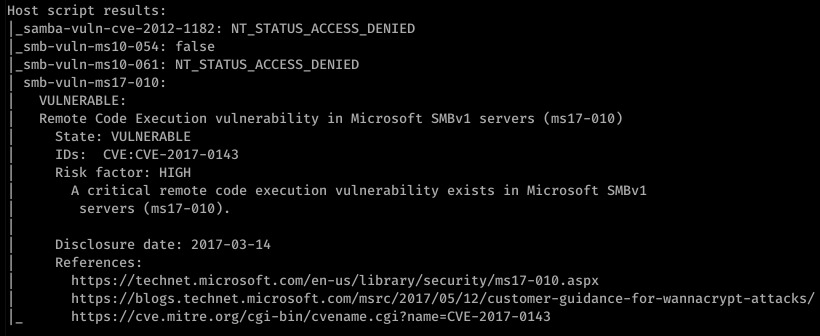 Host script results:
|_samba-vuln-cve-2012-1182: NT_STATUS_ACCESS_DENIED
|_smb-vuln-ms10-054: false
|_smb-vuln-ms10-061: NT_STATUS_ACCESS_DENIED
| smb-vuln-ms17-010:
|   VULNERABLE:
|   Remote Code Execution vulnerability in Microsoft SMBv1 servers (ms17-010)
|     State: VULNERABLE
|     IDs:  CVE:CVE-2017-0143
|     Risk factor: HIGH
|       A critical remote code execution vulnerability exists in Microsoft SMBv1
|        servers (ms17-010).
|
|     Disclosure date: 2017-03-14
|     References:
|       https://technet.microsoft.com/en-us/library/security/ms17-010.aspx
|       https://blogs.technet.microsoft.com/msrc/2017/05/12/customer-guidance-for-wannacrypt-attacks/
|_      https://cve.mitre.org/cgi-bin/cvename.cgi?name=CVE-2017-0143